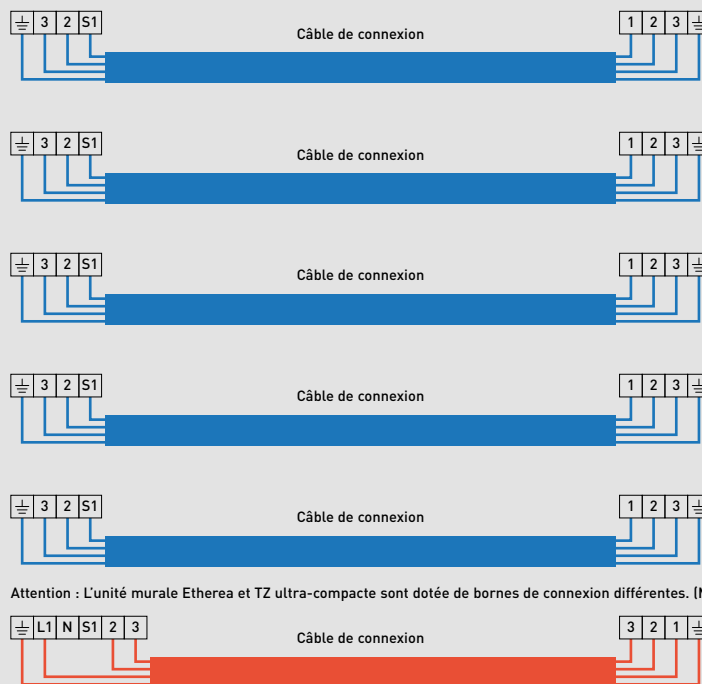 ⏚ 3 2 S1 Câble de connexion 1 2 3 ⏚
⏚ 3 2 S1 Câble de connexion 1 2 3 ⏚
⏚ 3 2 S1 Câble de connexion 1 2 3 ⏚
⏚ 3 2 S1 Câble de connexion 1 2 3 ⏚
⏚ 3 2 S1 Câble de connexion 1 2 3 ⏚
Attention : L'unité murale Etherea et TZ ultra-compacte sont dotée de bornes de connexion différentes.
⏚ L1 N S1 2 3 Câble de connexion 3 2 1 ⏚